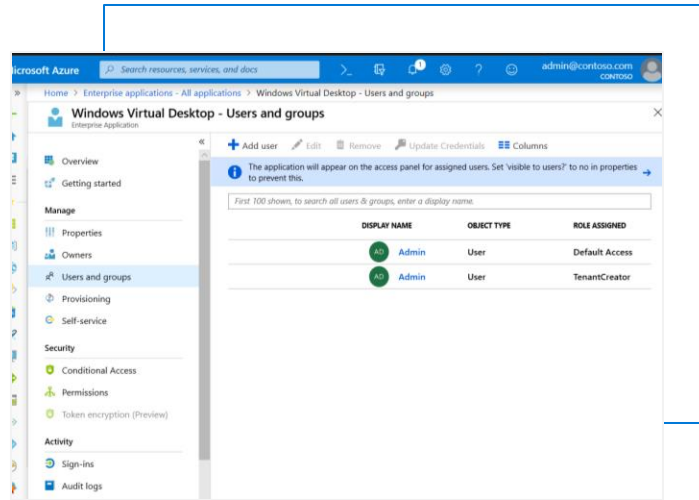 icrosoft Azure
Search resources, services, and docs
1
admin@contoso.com
CONTOSO
Home > Enterprise applications - All applications > Windows Virtual Desktop - Users and groups
Windows Virtual Desktop - Users and groups
Enterprise Application
Overview
Getting started
Manage
Properties
Owners
Users and groups
Provisioning
Self-service
Security
Conditional Access
Permissions
Token encryption (Preview)
Activity
Sign-ins
Audit logs
Add user Edit Remove Update Credentials Columns
The application will appear on the access panel for assigned users. Set 'visible to users?' to no in properties
to prevent this.
First 100 shown, to search all users & groups, enter a display name.
DISPLAY NAME OBJECT TYPE ROLE ASSIGNED
AD Admin User Default Access
AD Admin User TenantCreator